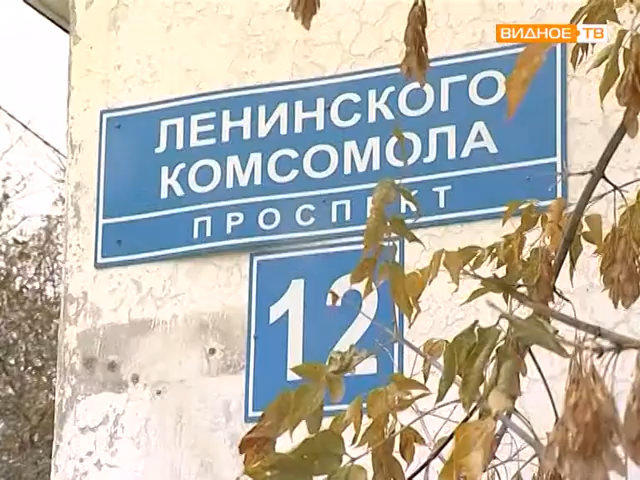 ВИДНОЕ ТВ
ЛЕНИНСКОГО
КОМСОМОЛА
ПРОСПЕКТ
12